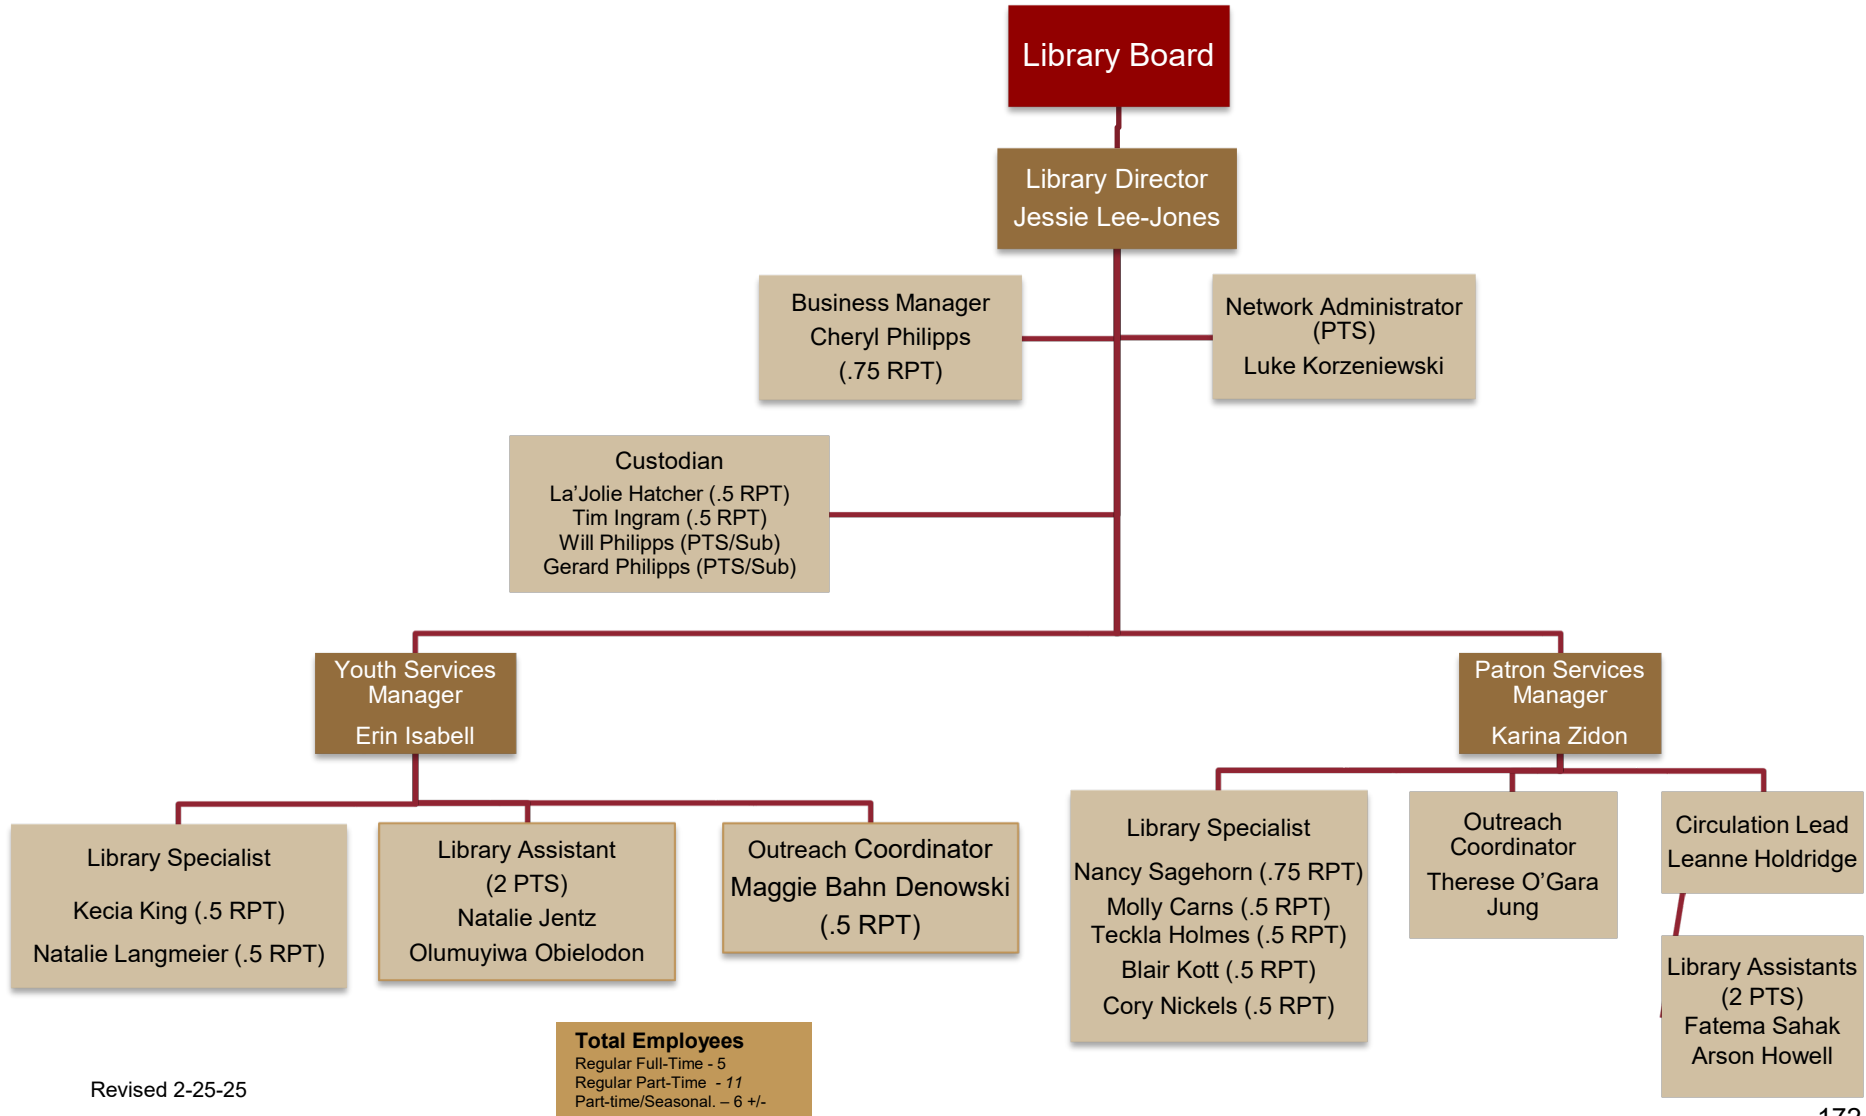 Library Board
Library Director
Jessie Lee-Jones
Business Manager
Cheryl Philipps
(.75 RPT)
Network Administrator
(PTS)
Luke Korzeniewski
Custodian
La’Jolie Hatcher (.5 RPT)
Tim Ingram (.5 RPT)
Will Philipps (PTS/Sub)
Gerard Philipps (PTS/Sub)
Youth Services
Manager
Erin Isabell
Patron Services
Manager
Karina Zidon
Library Specialist
Kecia King (.5 RPT)
Natalie Langmeier (.5 RPT)
Library Assistant
(2 PTS)
Natalie Jentz
Olumuyiwa Obielodon
Outreach Coordinator
Maggie Bahn Denowski
(.5 RPT)
Library Specialist
Nancy Sagehorn (.75 RPT)
Molly Carns (.5 RPT)
Teckla Holmes (.5 RPT)
Blair Kott (.5 RPT)
Cory Nickels (.5 RPT)
Outreach
Coordinator
Therese O’Gara
Jung
Circulation Lead
Leanne Holdridge
Library Assistants
(2 PTS)
Fatema Sahak
Arson Howell
Total Employees
Regular Full-Time - 5
Regular Part-Time - 11
Part-time/Seasonal. – 6 +/-
Revised 2-25-25